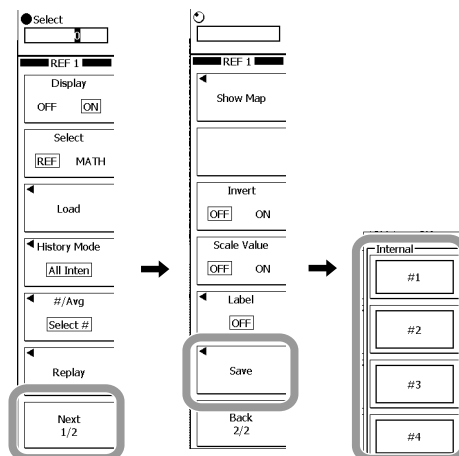 Select
0
REF 1
Display
OFF ON
Select
REF MATH
Load
History Mode
All Inten
#/Avg
Select #
Replay
Next
1/2
REF 1
Show Map
Invert
OFF ON
Scale Value
OFF ON
Label
OFF
Save
Back
2/2
Internal
#1
#2
#3
#4